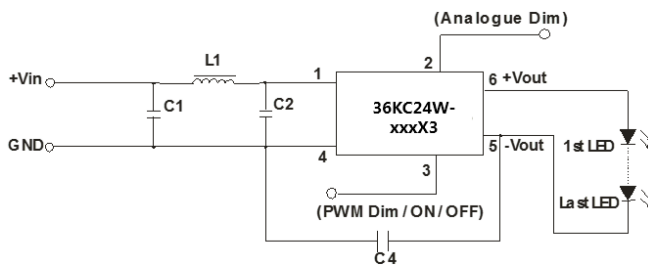 (Analogue Dim)
L1
+Vin
1
2
6
+Vout
C1
C2
36KC24W-
xxxX3
GND
4
3
5
-Vout
1st LED
(PWM Dim / ON / OFF)
Last LED
C4